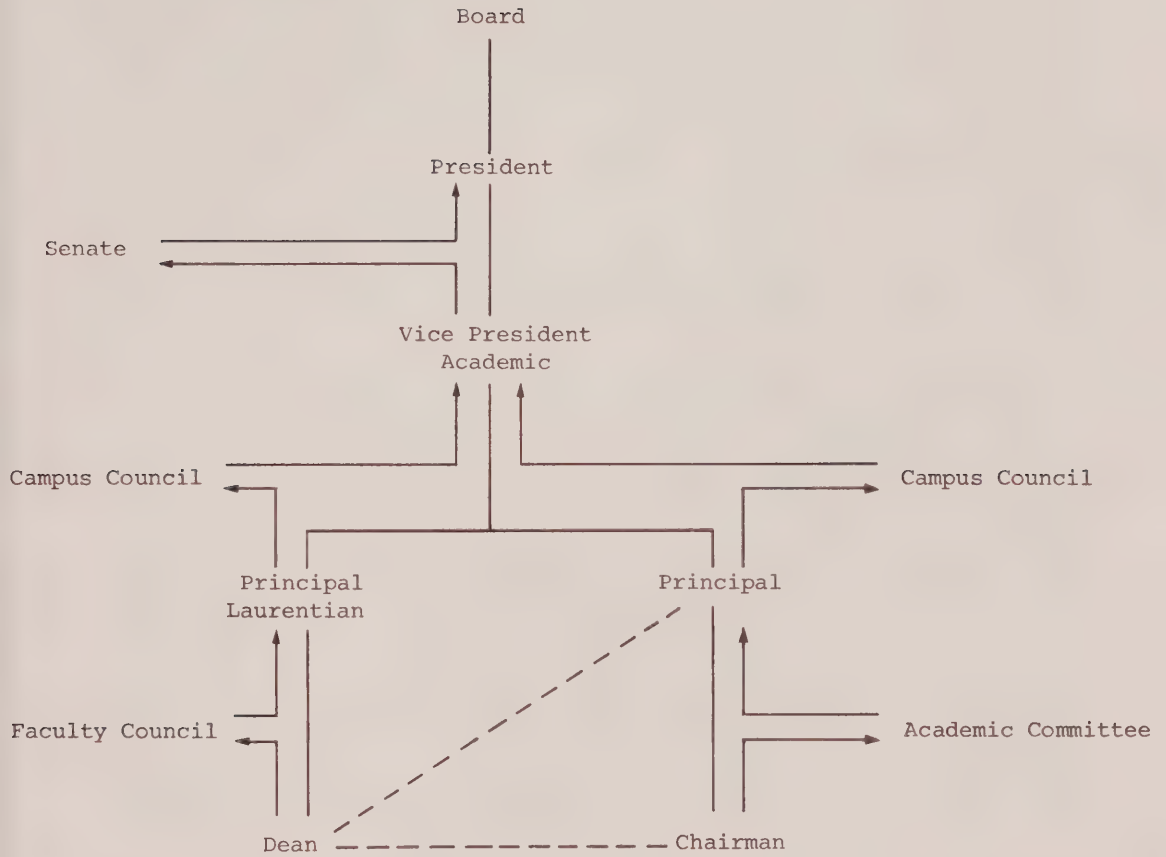 Board
President
Senate
Vice President
Academic
Campus Council
Campus Council
Principal
Laurentian
Principal
Faculty Council
Academic Committee
Dean
Chairman